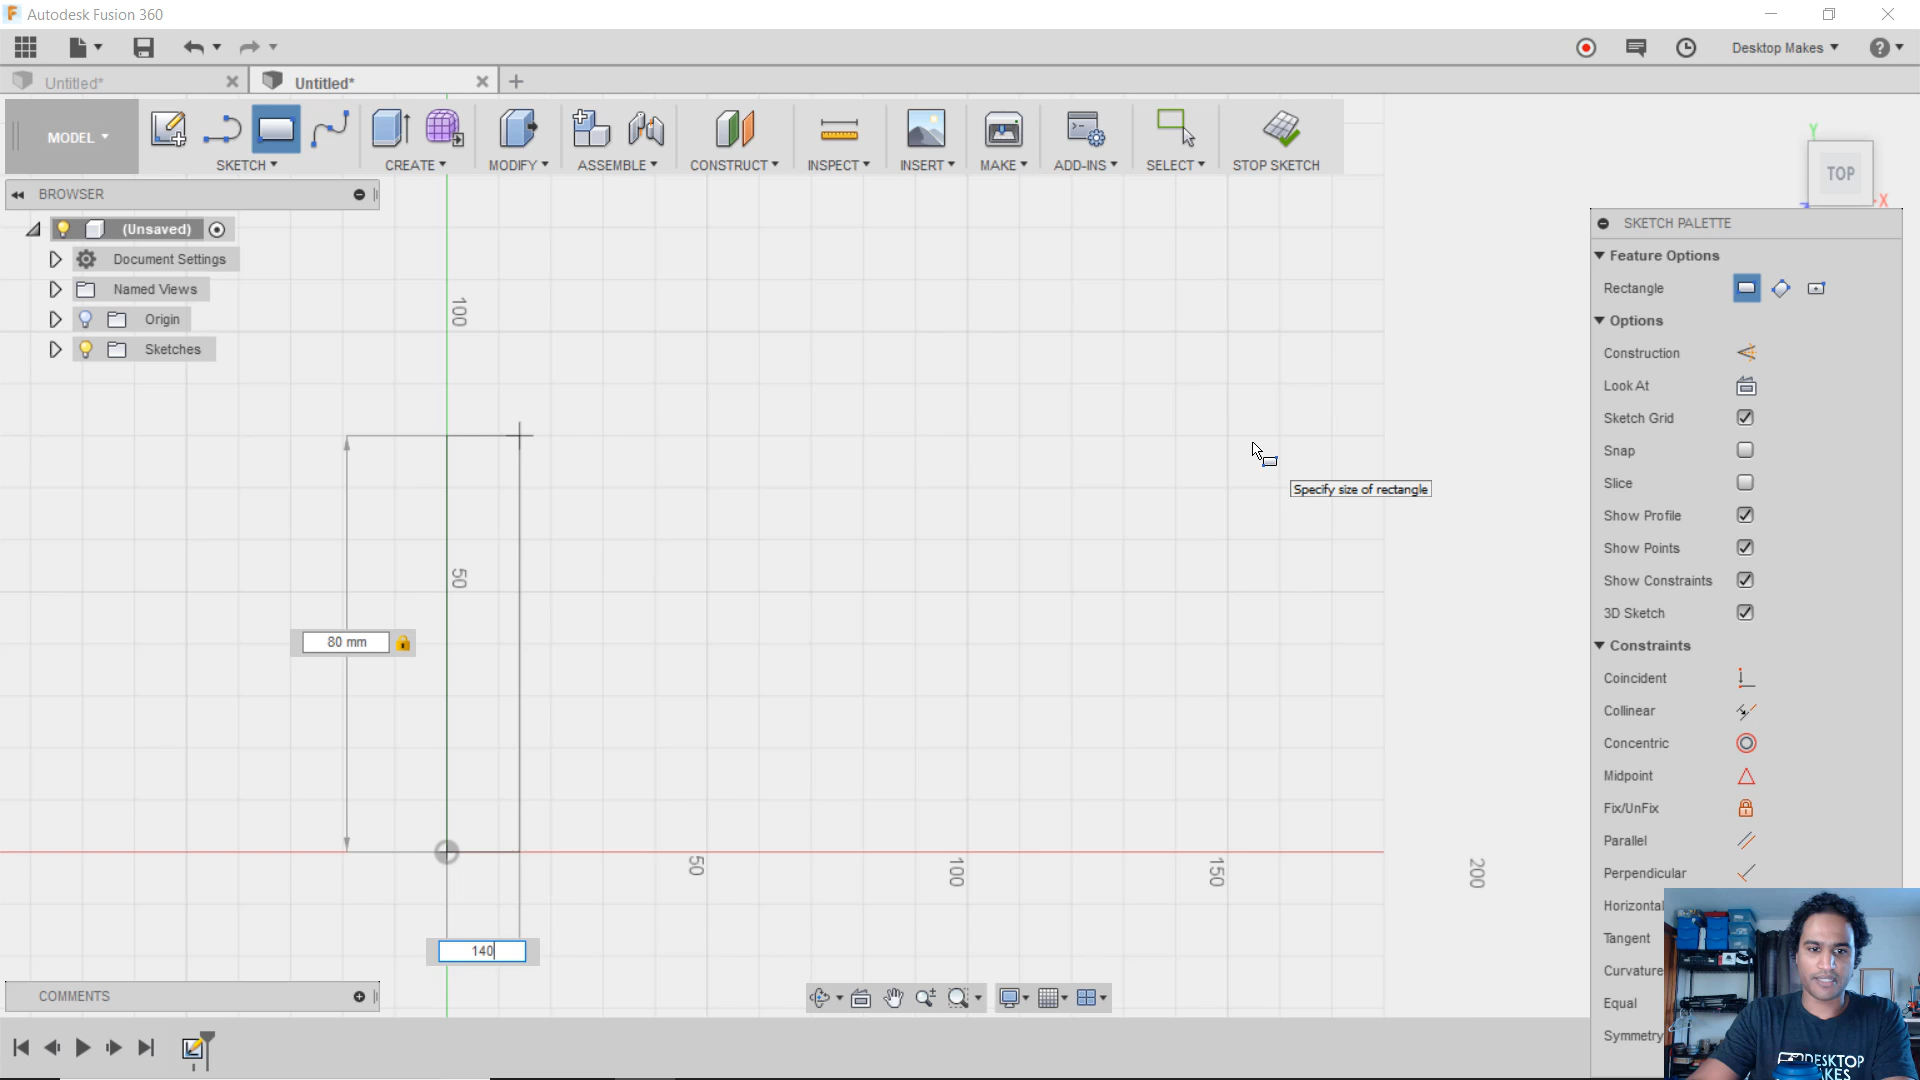 Autodesk Fusion 360
Desktop Makes
Untitled*
Untitled*
MODEL
SKETCH
CREATE
MODIFY
ASSEMBLE
CONSTRUCT
INSPECT
INSERT
MAKE
ADD-INS
SELECT
STOP SKETCH
BROWSER
(Unsaved)
Document Settings
Named Views
Origin
Sketches
Y
TOP
X
100
50
80 mm
50
100
150
200
140
Specify size of rectangle
SKETCH PALETTE
Feature Options
Rectangle
Options
Construction
Look At
Sketch Grid
Snap
Slice
Show Profile
Show Points
Show Constraints
3D Sketch
Constraints
Coincident
Collinear
Concentric
Midpoint
Fix/UnFix
Parallel
Perpendicular
Horizontal
Tangent
Curvature
Equal
Symmetry
COMMENTS
DESKTOP
AKES